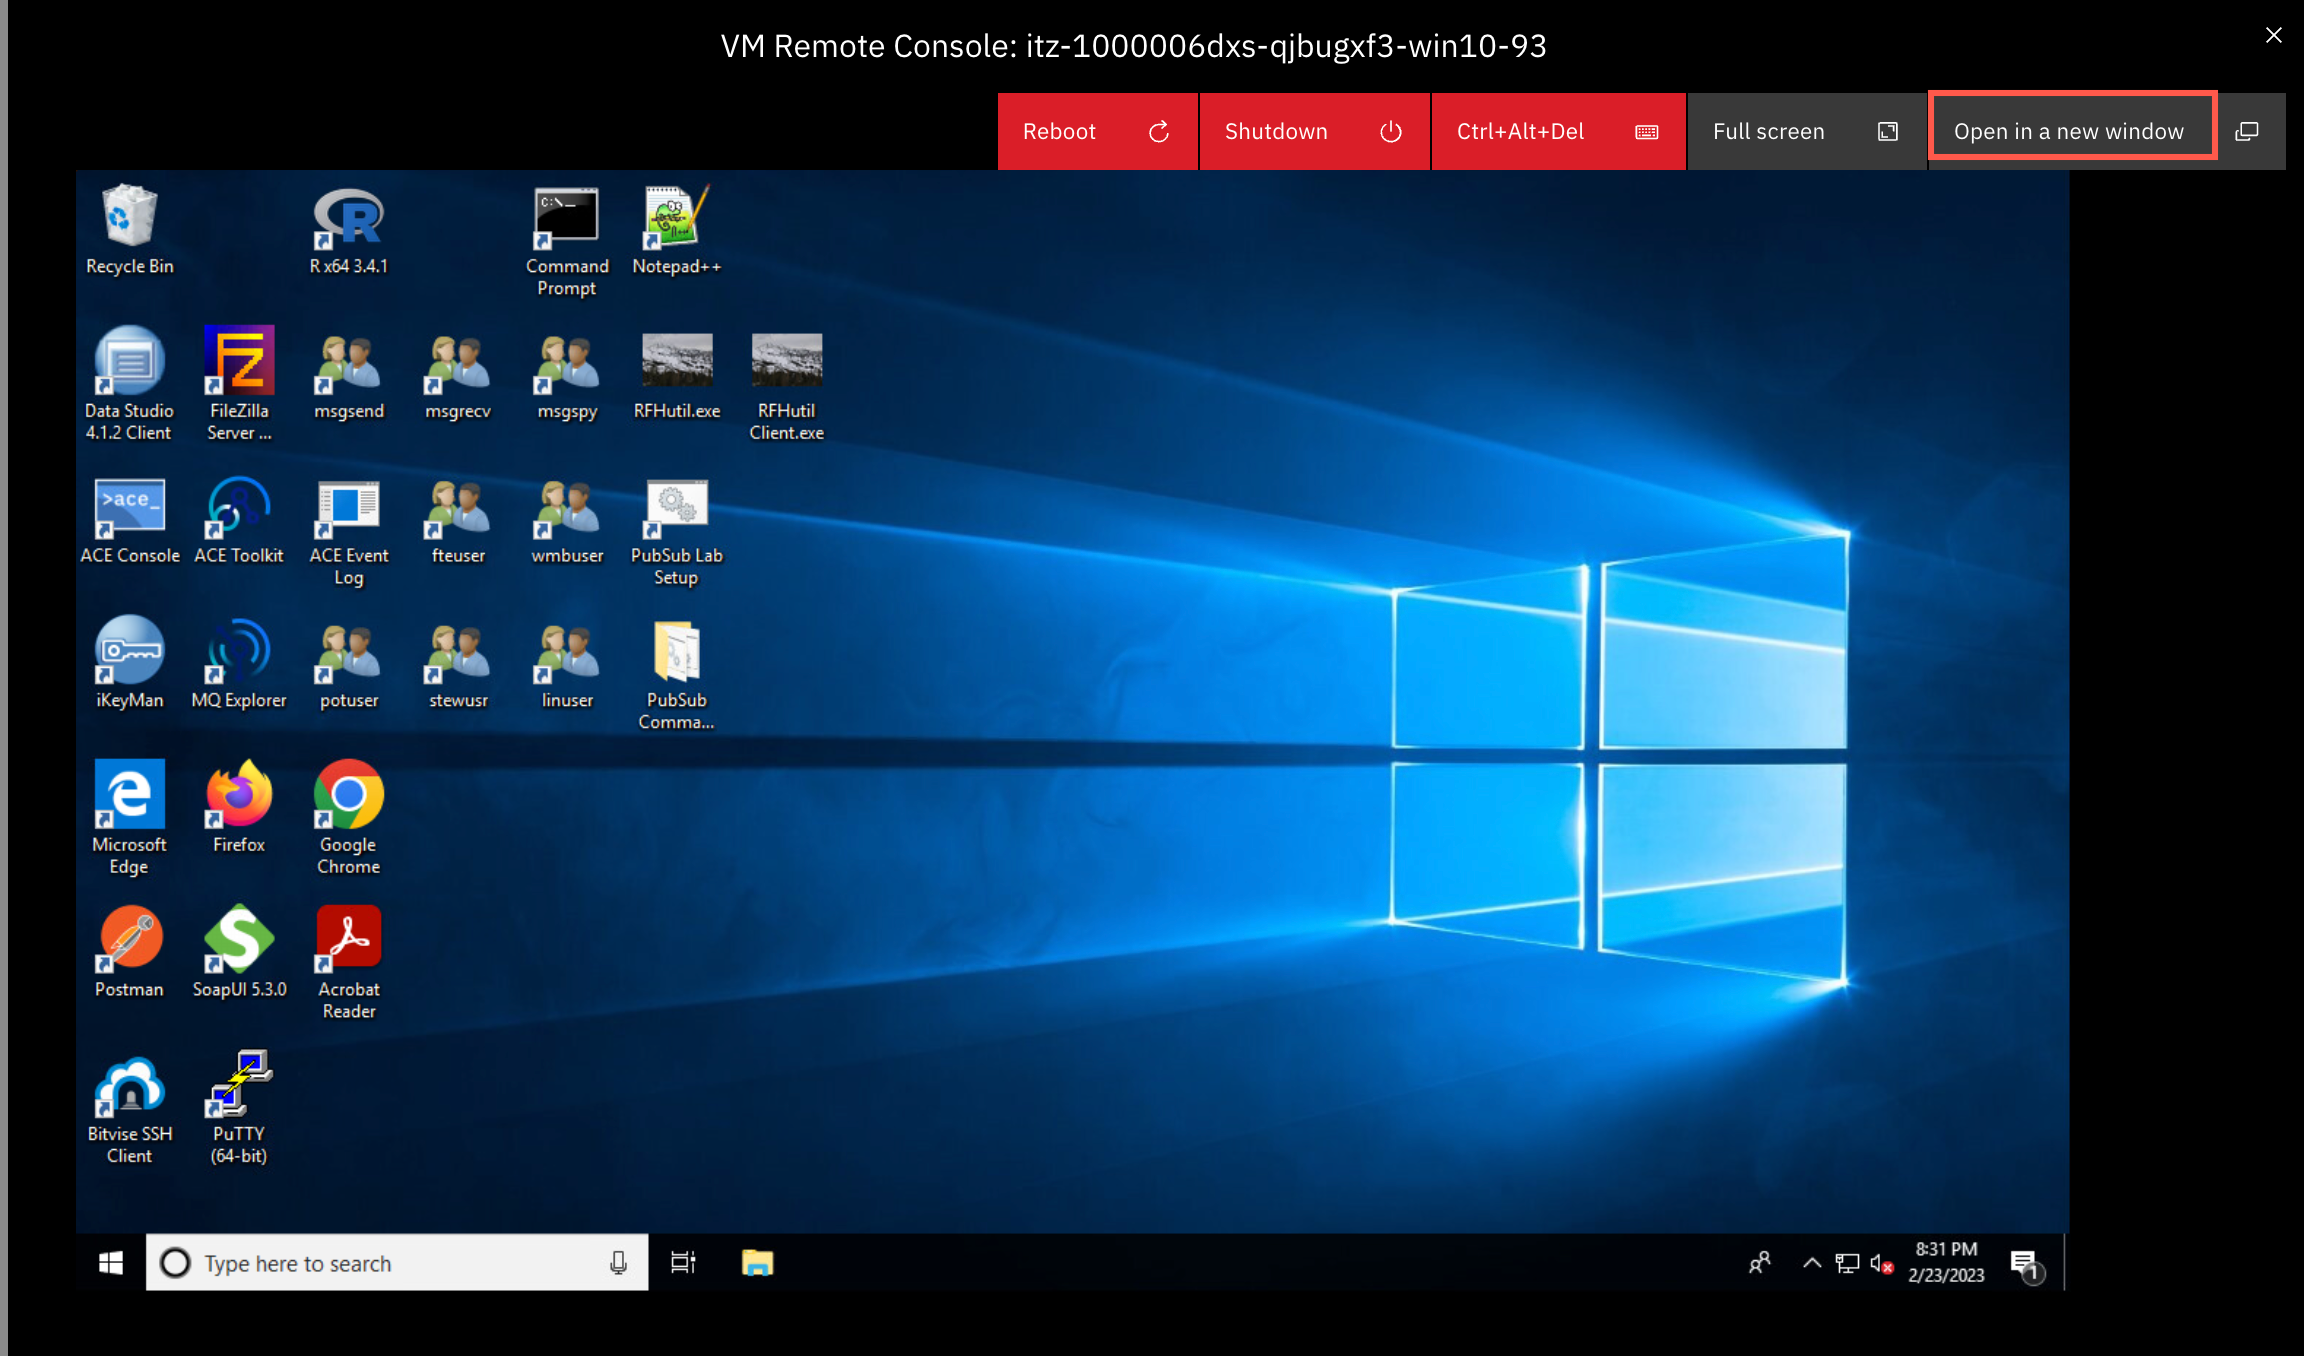 VM Remote Console: itz-1000006dxs-qjbugxf3-win10-93
Reboot
Shutdown
Ctrl+Alt+Del
Full screen
Open in a new window
Recycle Bin
R x64 3.4.1
C:\_
Command
Prompt
Notepad++
Data Studio
4.1.2 Client
FileZilla
Server ...
msgsend
msgrecv
msgspy
RFHutil.exe
RFHutil
Client.exe
>ace_
ACE Console
ACE Toolkit
ACE Event
Log
fteuser
wmbuser
PubSub Lab
Setup
iKeyMan
MQ Explorer
potuser
stewusr
linuser
PubSub
Comma...
Microsoft
Edge
Firefox
Google
Chrome
Postman
SoapUI 5.3.0
Acrobat
Reader
Bitvise SSH
Client
PuTTY
(64-bit)
Type here to search
8:31 PM
2/23/2023
1